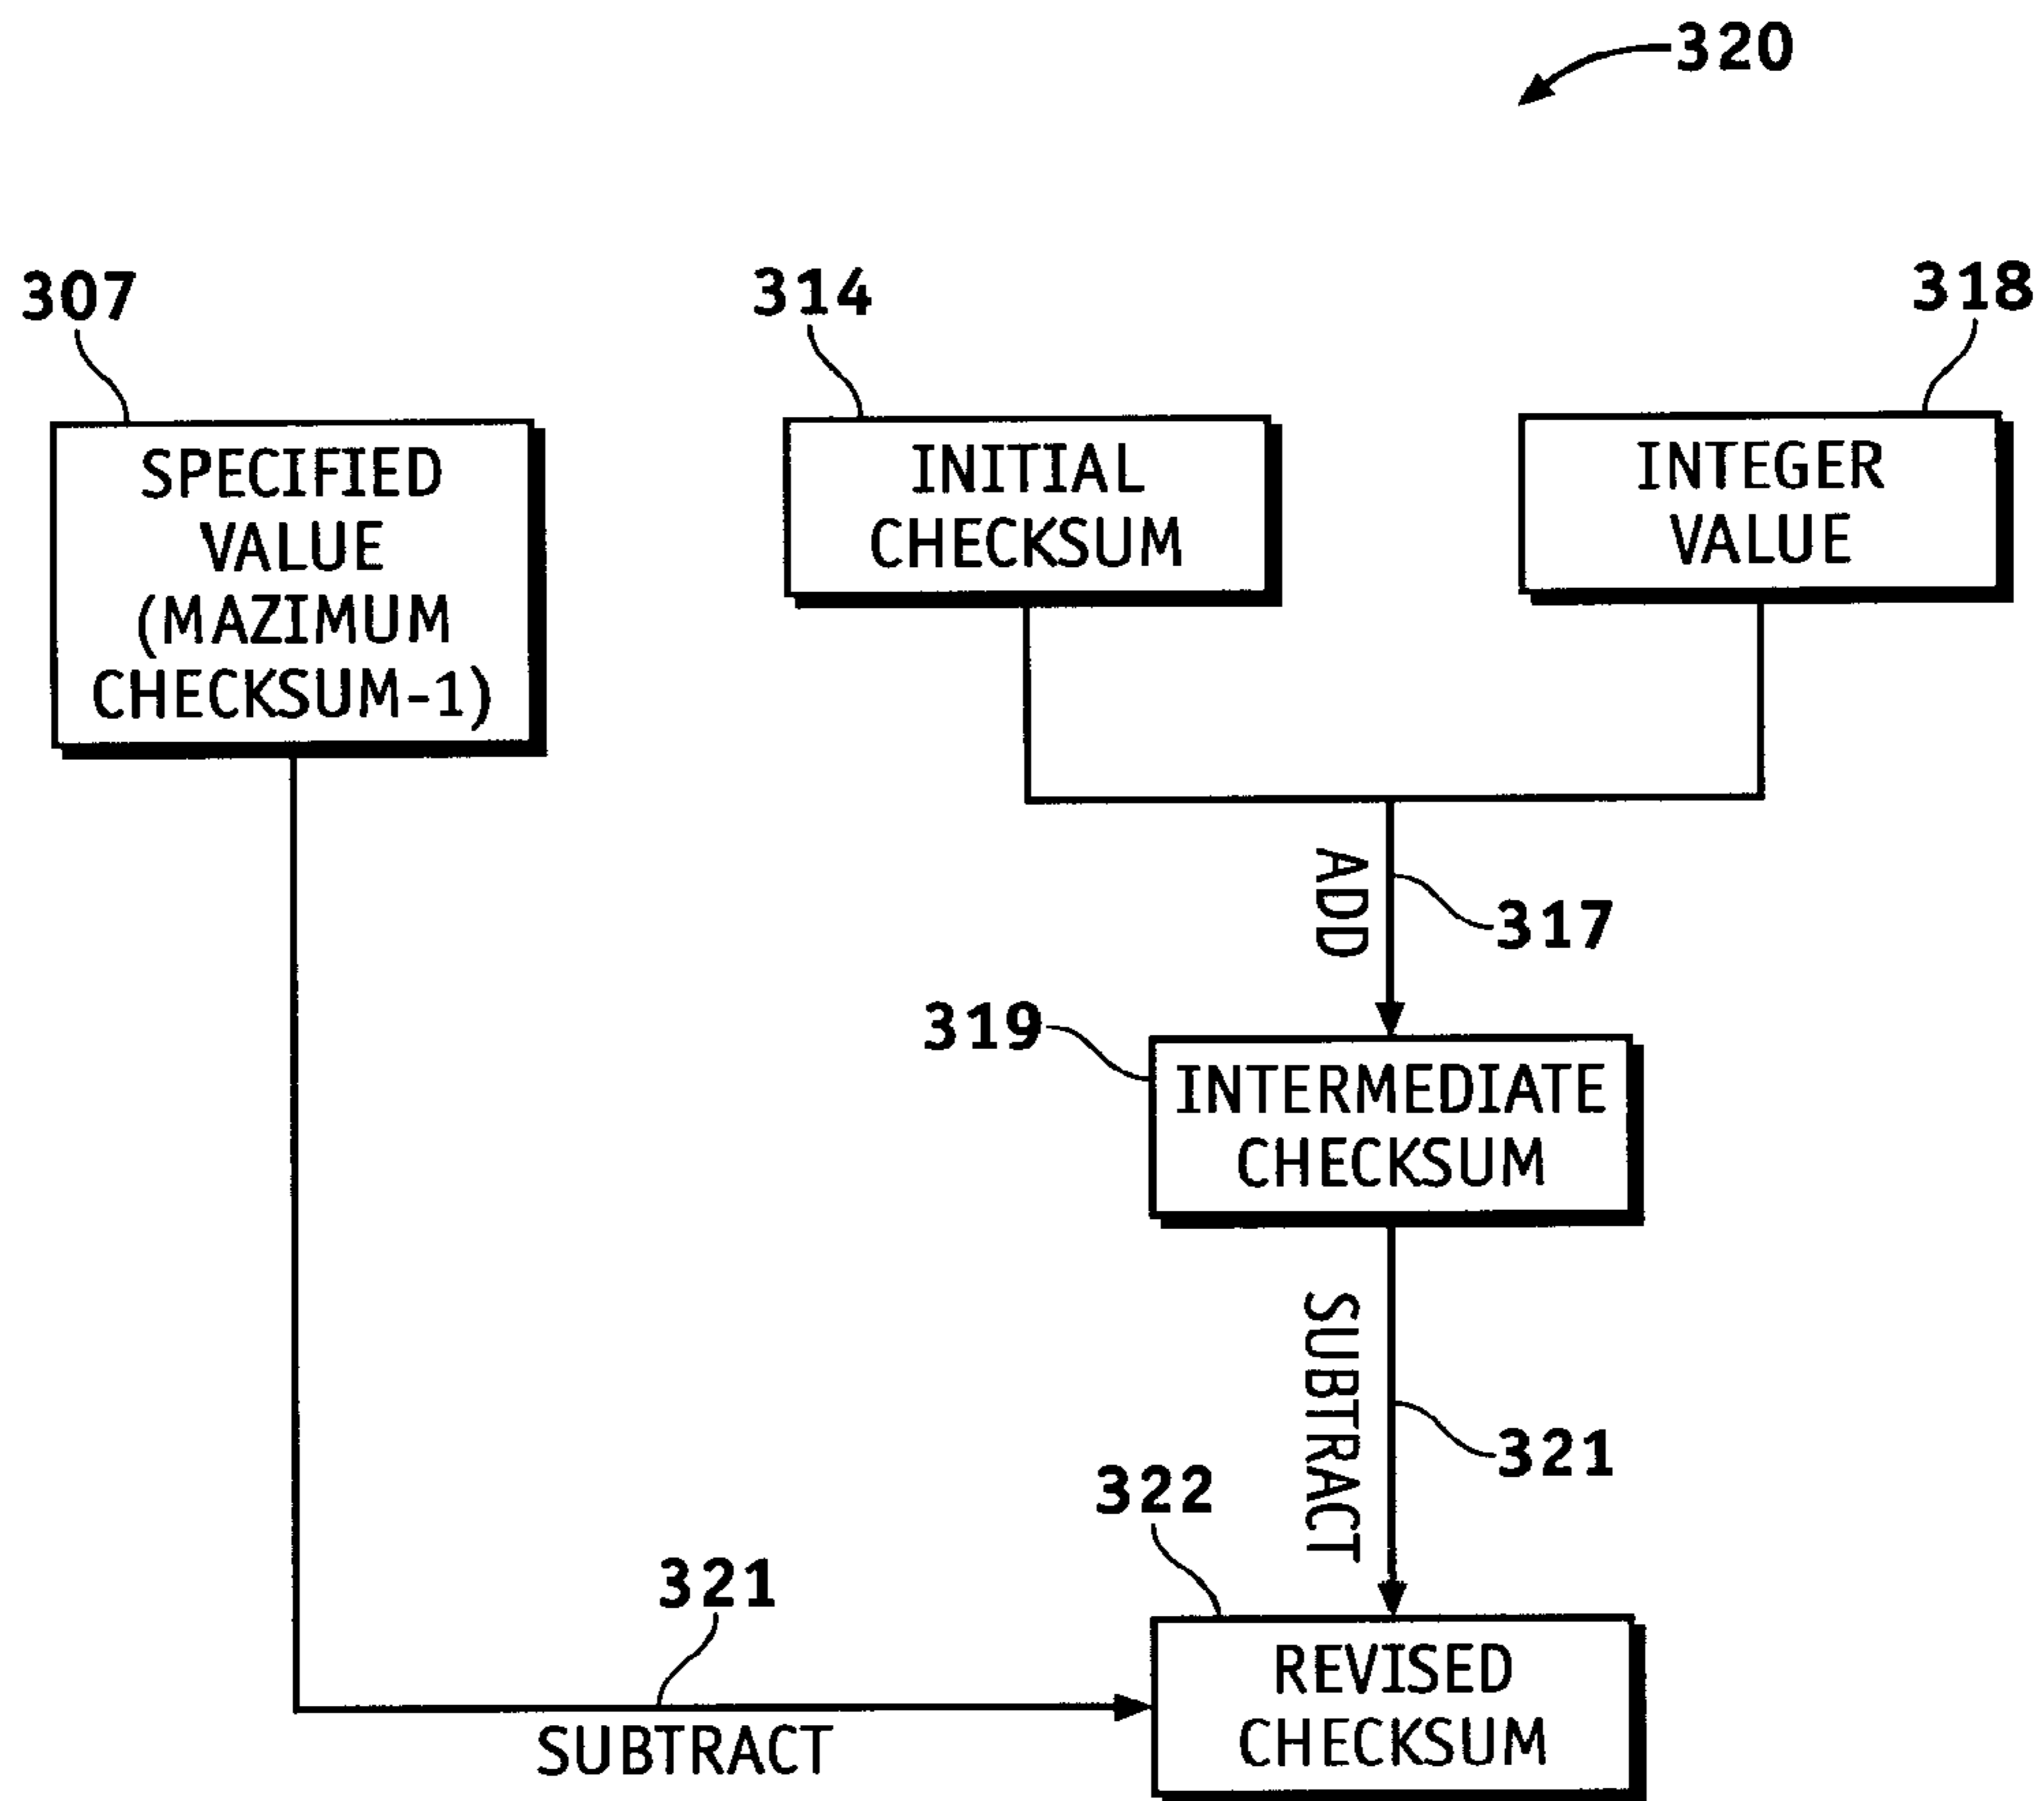 320
307
314
318
SPECIFIED
VALUE
(MAZIMUM
CHECKSUM-1)
INITIAL
CHECKSUM
INTEGER
VALUE
ADD
317
319
INTERMEDIATE
CHECKSUM
SUBTRACT
321
322
321
SUBTRACT
REVISED
CHECKSUM